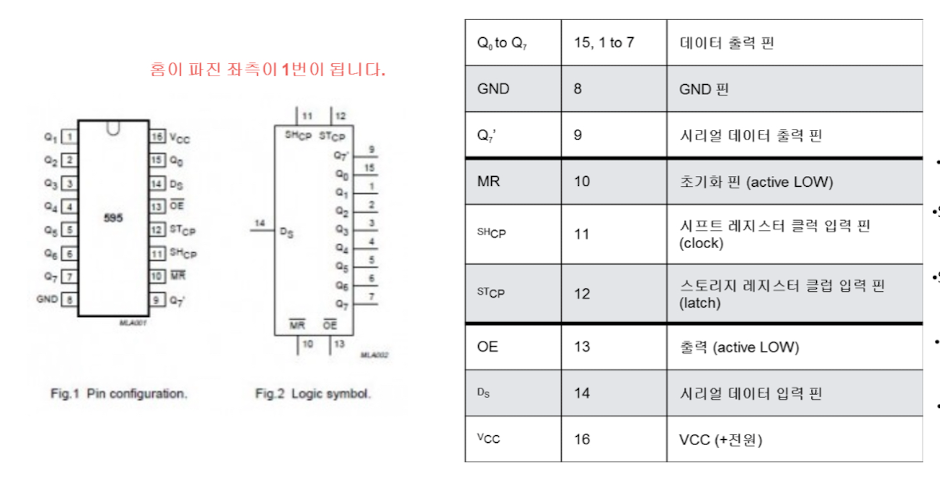 홈이 파진 좌측이 1번이 됩니다.
Q1 1
Q2 2
Q3 3
Q4 4
Q5 5
Q6 6
Q7 7
GND 8
595
16 VCC
15 Q0
14 DS
13 OE
12 STCP
11 SHCP
10 MR
9 Q7'
MLA001
Fig.1 Pin configuration.
11 12
SHCP STCP
Q7' 9
Q0 15
Q1 1
Q2 2
Q3 3
Q4 4
Q5 5
Q6 6
Q7 7
14 DS
MR OE
10 13
MLA002
Fig.2 Logic symbol.
Q0 to Q7 15, 1 to 7 데이터 출력 핀
GND 8 GND 핀
Q7' 9 시리얼 데이터 출력 핀
MR 10 초기화 핀 (active LOW)
SHCP 11 시프트 레지스터 클럭 입력 핀
(clock)
STCP 12 스토리지 레지스터 클럽 입력 핀
(latch)
OE 13 출력 (active LOW)
DS 14 시리얼 데이터 입력 핀
VCC 16 VCC (+전원)